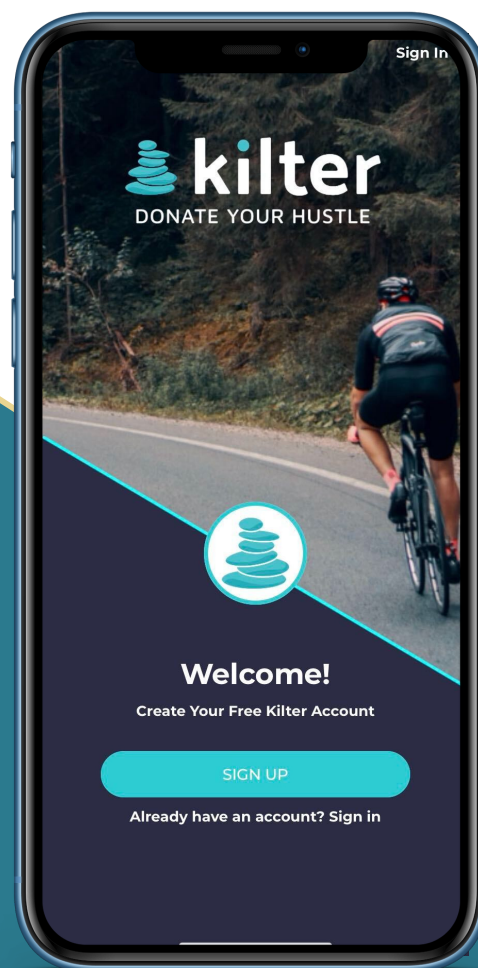 Sign In
kilter
DONATE YOUR HUSTLE
Welcome!
Create Your Free Kilter Account
SIGN UP
Already have an account? Sign in